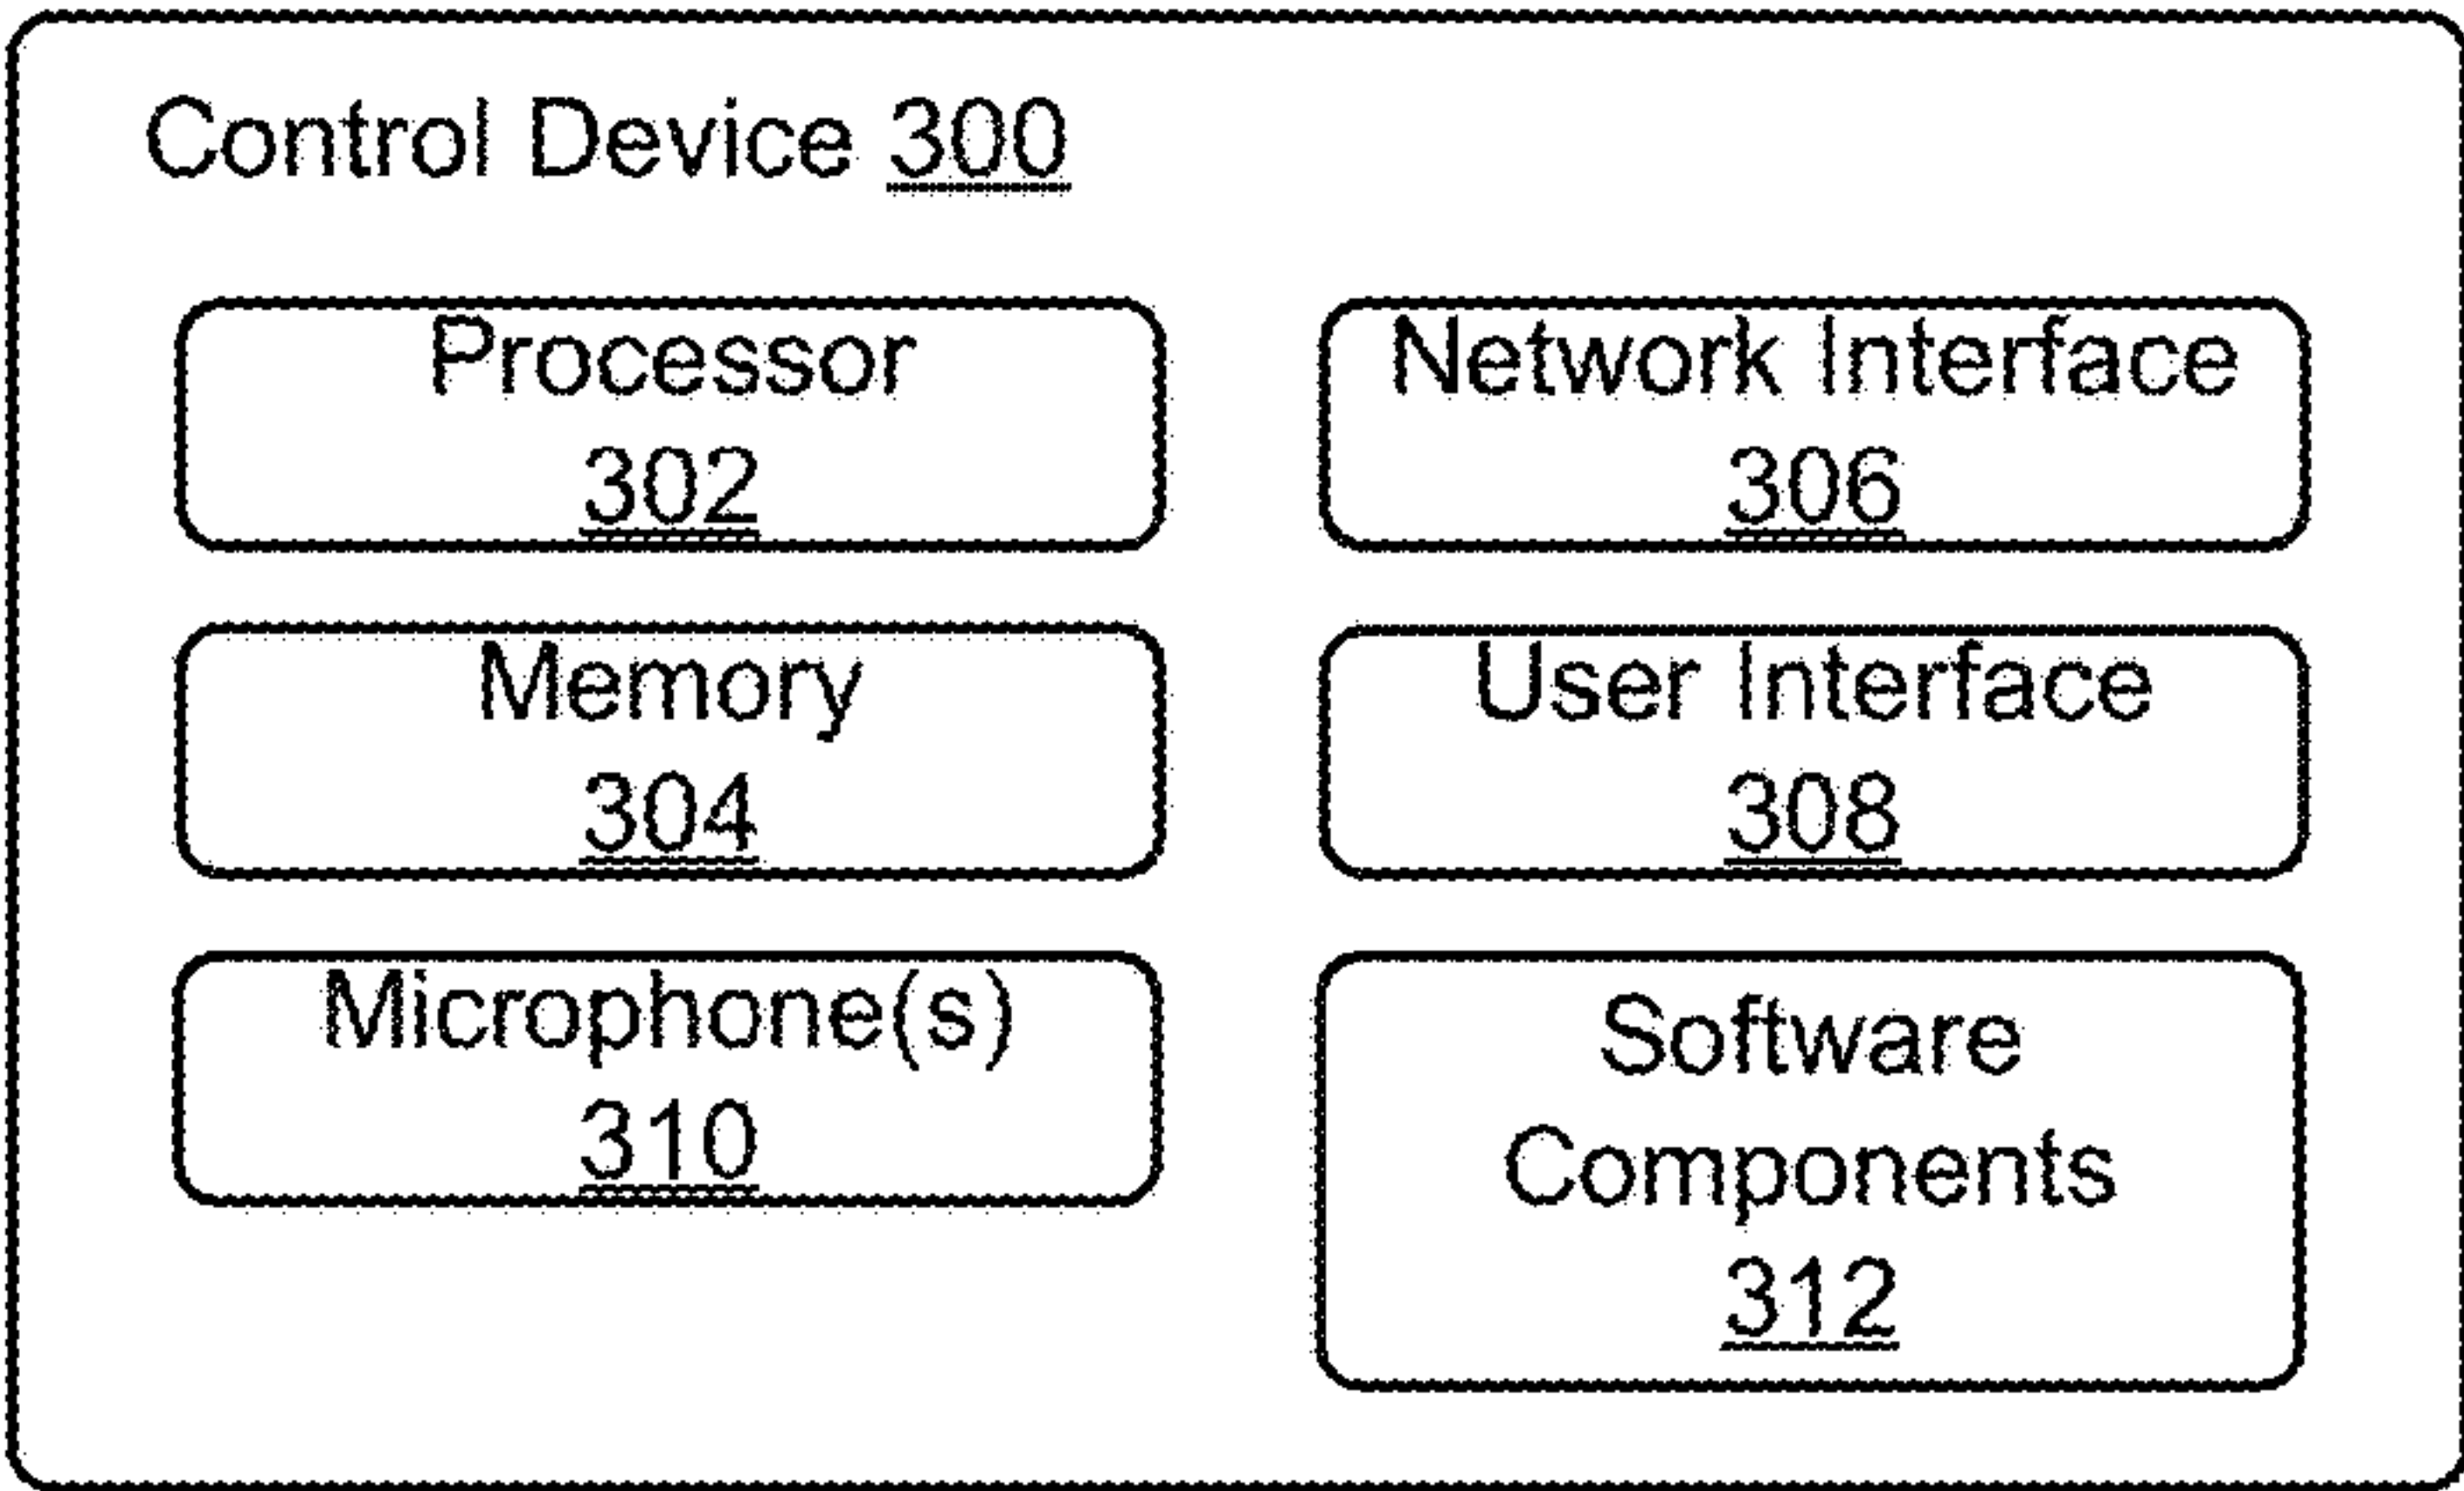 Control Device 300
Processor
302
Network Interface
306
Memory
304
User Interface
308
Microphone(s)
310
Software
Components
312